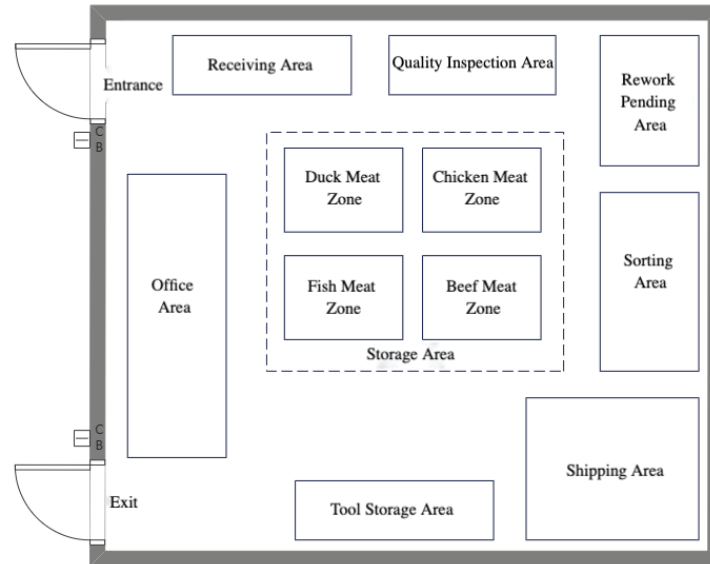 Receiving Area
Quality Inspection Area
Rework
Pending
Area
Entrance
C
B
Duck Meat
Zone
Chicken Meat
Zone
Office
Area
Sorting
Area
Fish Meat
Zone
Beef Meat
Zone
Storage Area
C
B
Shipping Area
Exit
Tool Storage Area